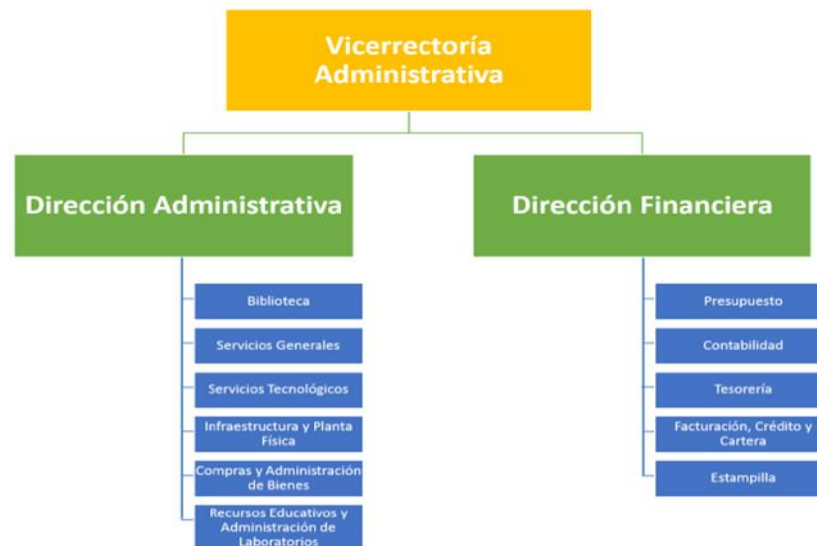 Vicerrectoría
Administrativa
Dirección Administrativa
Dirección Financiera
Biblioteca
Servicios Generales
Servicios Tecnológicos
Infraestructura y Planta
Física
Compras y Administración
de Bienes
Recursos Educativos y
Administración de
Laboratorios
Presupuesto
Contabilidad
Tesorería
Facturación, Crédito y
Cartera
Estampilla